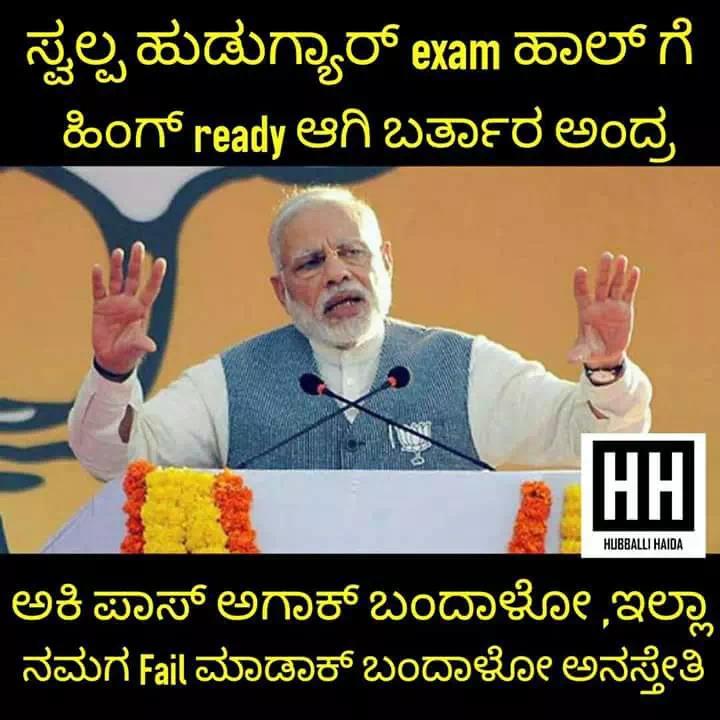 ಸ್ವಲ್ಪ ಹುಡುಗ್ಯಾರ್ exam ಹಾಲ್ ಗೆ
ಹಿಂಗ್ ready ಆಗಿ ಬರ್ತಾರ ಅಂದ್ರ
HH
HUBBALLI HAIDA
ಅಕಿ ಪಾಸ್ ಅಗಾಕ್ ಬಂದಾಳೋ ,ಇಲ್ಲಾ
ನಮಗ Fail ಮಾಡಾಕ್ ಬಂದಾಳೋ ಅನಸ್ತೇತಿ